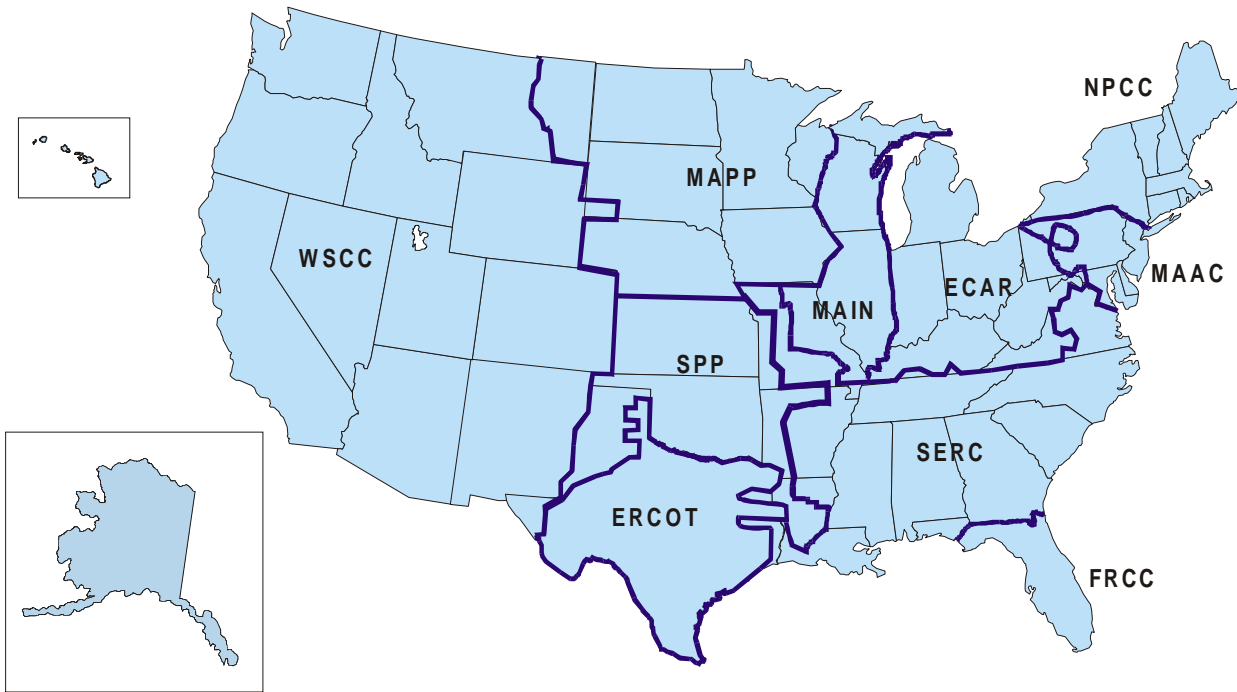 NPCC
MAPP
WSCC
MAAC
ECAR
MAIN
SPP
SERC
ERCOT
FRCC